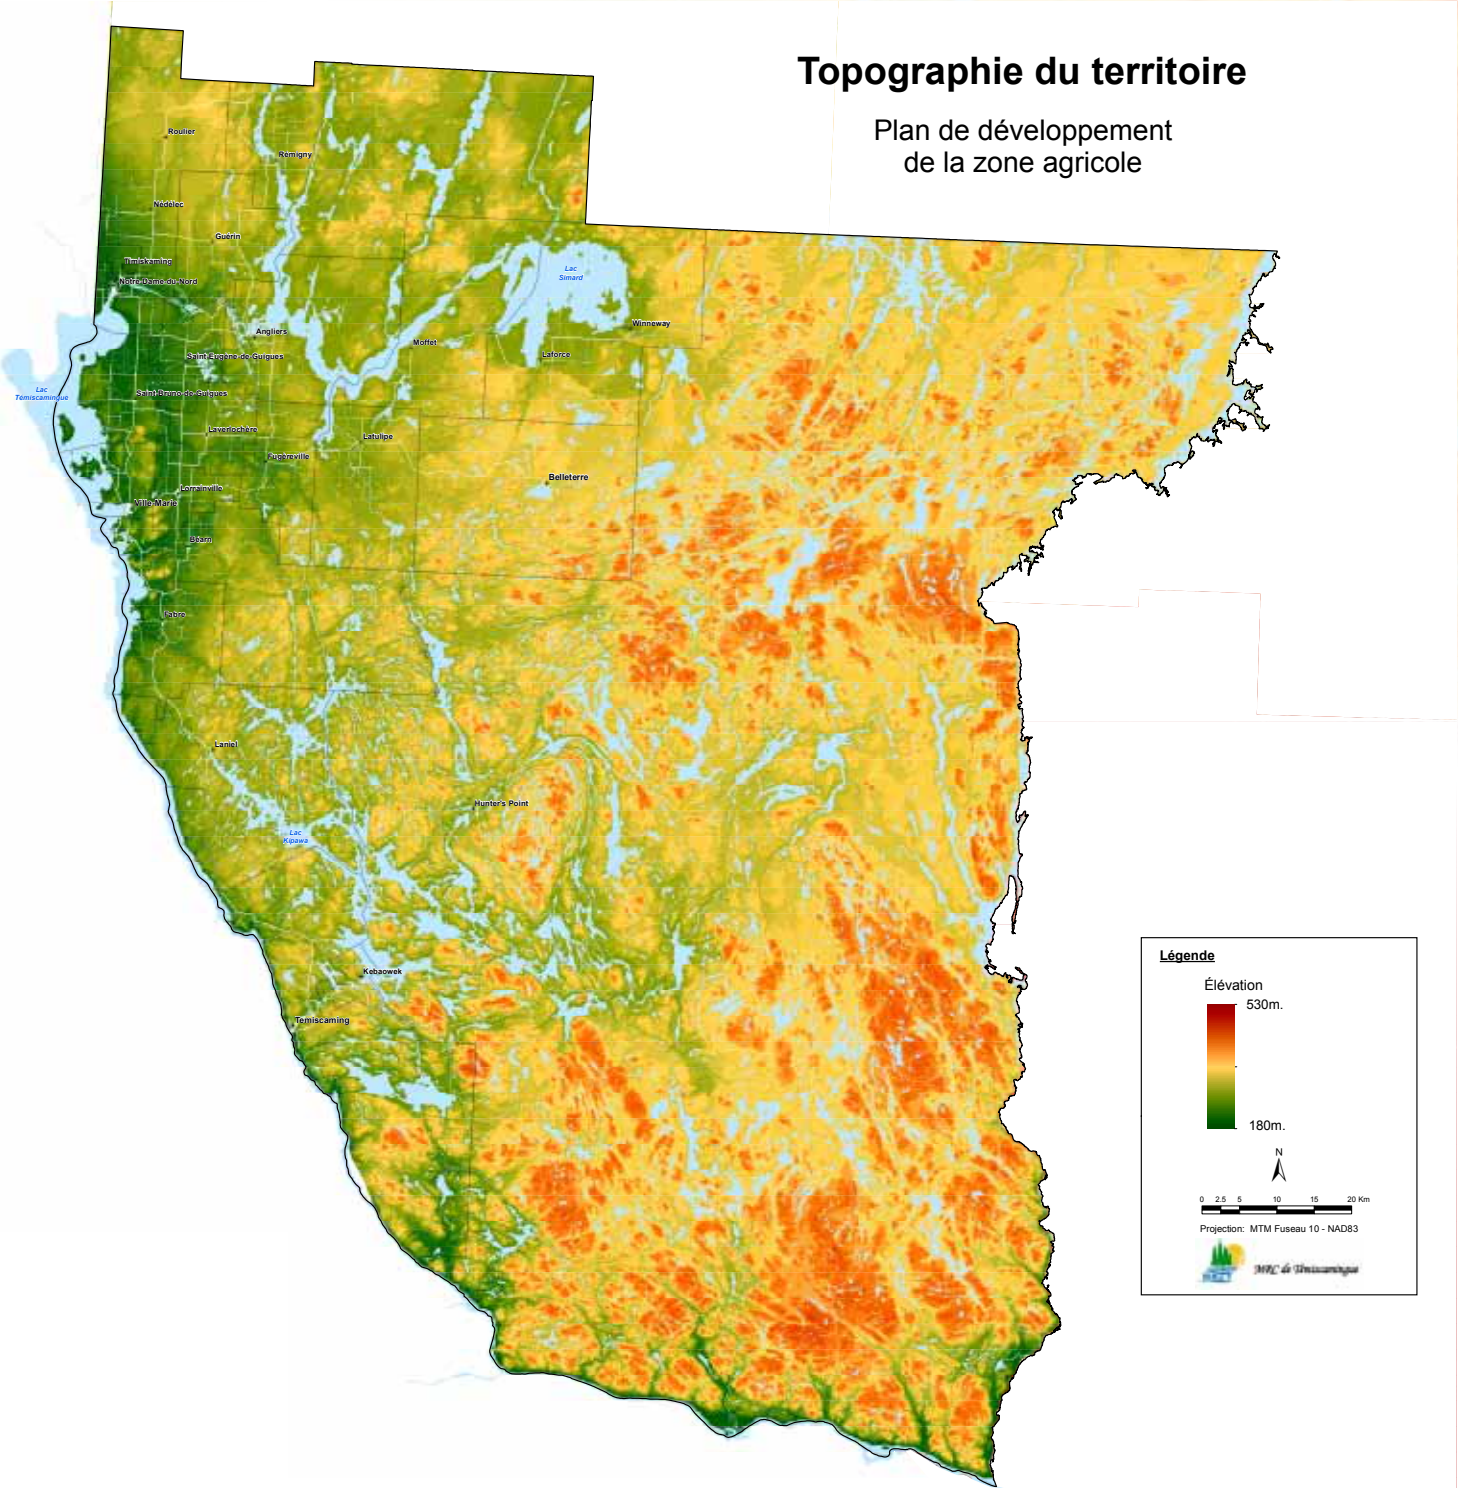 Topographie du territoire
Plan de développement
de la zone agricole
Roulier
Rémigny
Nédélec
Guérin
Timiskaming
Notre-Dame-du-Nord
Lac
Simard
Winneway
Angliers
Moffet
Laforce
Saint-Eugène-de-Guigues
Lac
Témiscamingue
Saint-Bruno-de-Guigues
Laverlochère
Latulipe
Fugèreville
Belleterre
Lorrainville
Ville-Marie
Béarn
Fabre
Laniel
Hunter's Point
Lac
Kipawa
Kebaowek
Témiscaming
Légende
Élévation
530m.
180m.
N
0 2.5 5 10 15 20 Km
Projection: MTM Fuseau 10 - NAD83
MRC de Témiscamingue